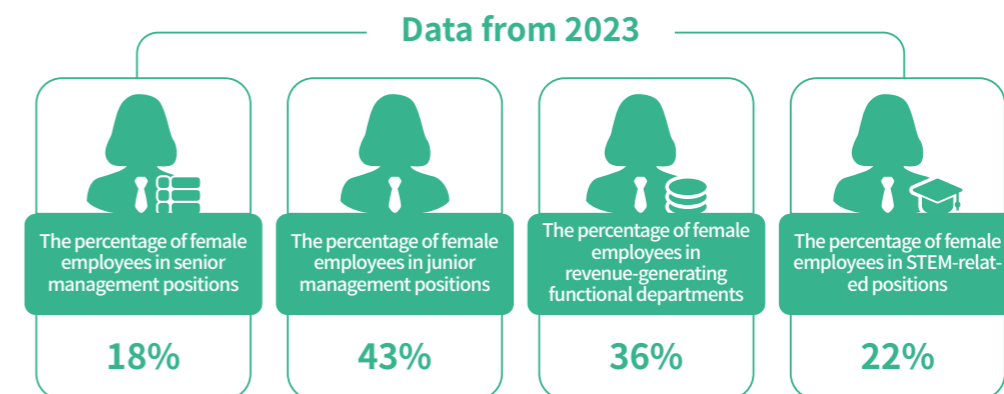 Data from 2023
The percentage of female
employees in senior
management positions
18%
The percentage of female
employees in junior
management positions
43%
The percentage of female
employees in
revenue-generating
functional departments
36%
The percentage of female
employees in STEM-relat-
ed positions
22%